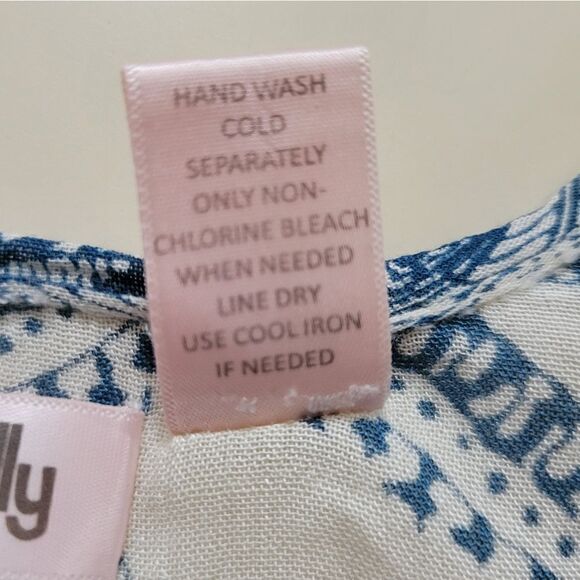 HAND WASH
COLD
SEPARATELY
ONLY NON-
CHLORINE BLEACH
WHEN NEEDED
LINE DRY
USE COOL IRON
IF NEEDED
lly